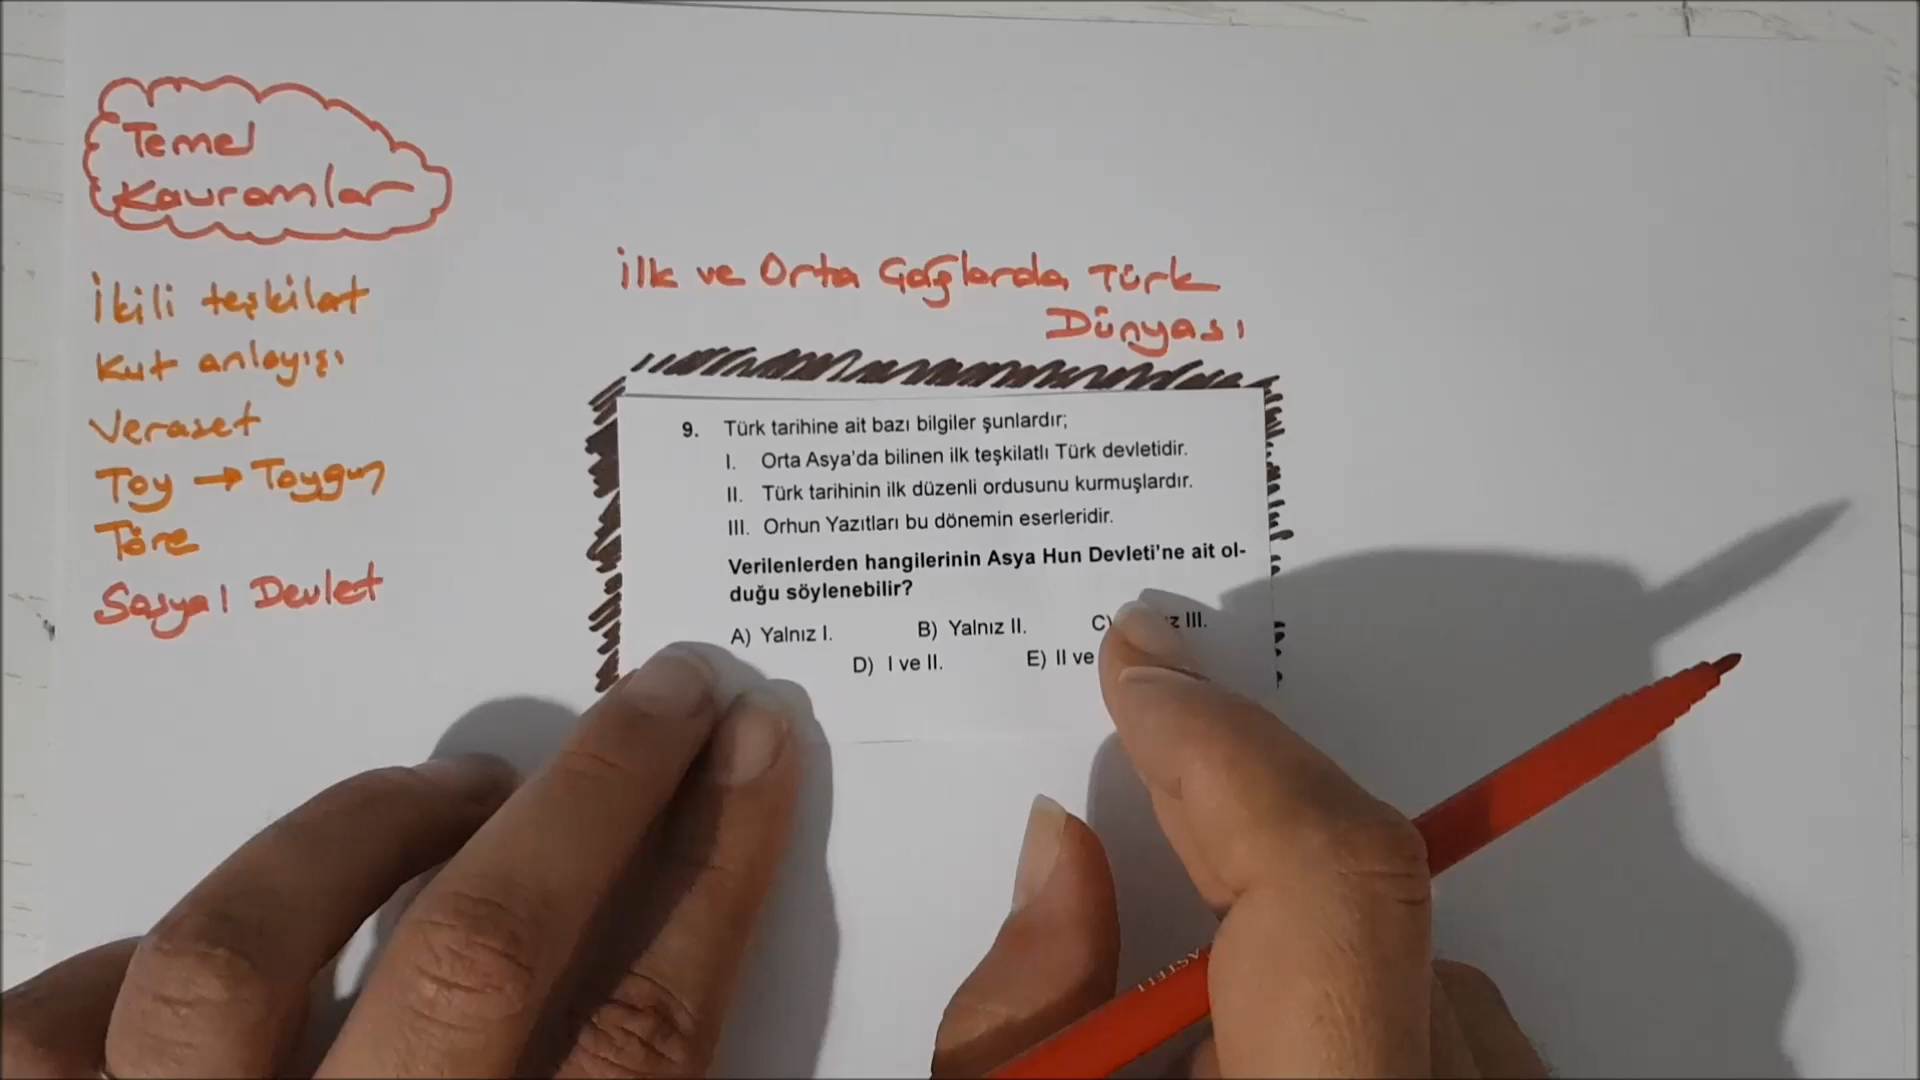 Temel
Kavramlar
İkili teşkilat
Kut anlayışı
Veraset
Toy → Toygun
Töre
Sosyal Devlet
İlk ve Orta Çağlarda Türk
Dünyası
9. Türk tarihine ait bazı bilgiler şunlardır;
I. Orta Asya'da bilinen ilk teşkilatlı Türk devletidir.
II. Türk tarihinin ilk düzenli ordusunu kurmuşlardır.
III. Orhun Yazıtları bu dönemin eserleridir.
Verilenlerden hangilerinin Asya Hun Devleti'ne ait ol-
duğu söylenebilir?
A) Yalnız I. B) Yalnız II. C) III.
D) I ve II. E) II ve